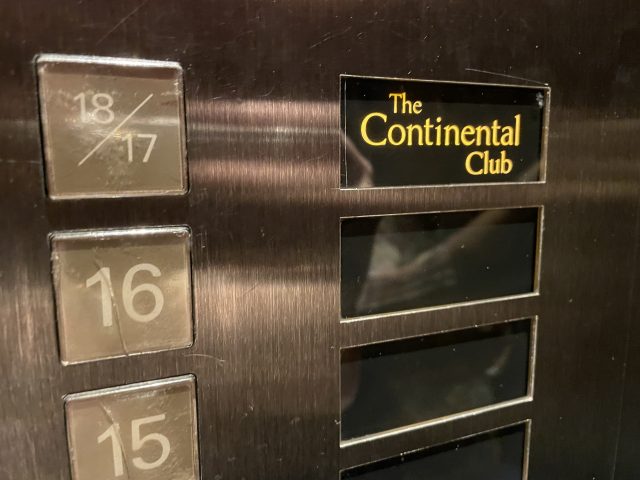 18/17
The
Continental
Club
16
15